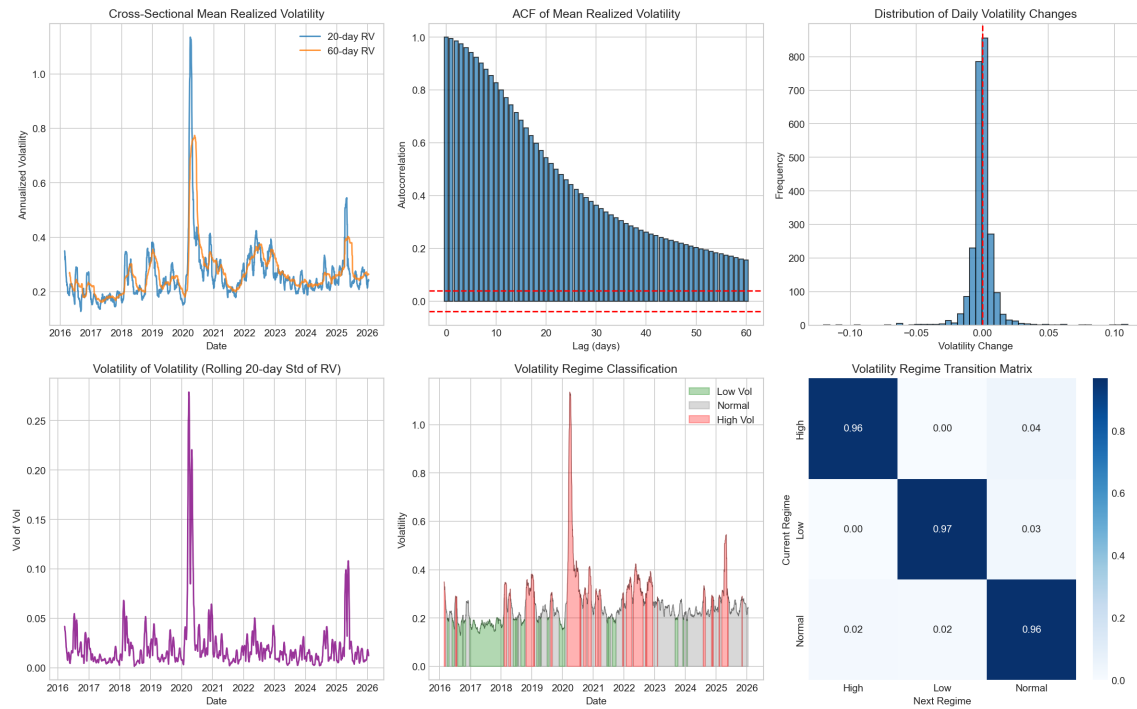 Cross-Sectional Mean Realized Volatility
20-day RV
60-day RV
Annualized Volatility
1.0
0.8
0.6
0.4
0.2
2016 2017 2018 2019 2020 2021 2022 2023 2024 2025 2026
Date
ACF of Mean Realized Volatility
Autocorrelation
1.0
0.8
0.6
0.4
0.2
0.0
0 10 20 30 40 50 60
Lag (days)
Distribution of Daily Volatility Changes
Frequency
800
700
600
500
400
300
200
100
0
−0.10 −0.05 0.00 0.05 0.10
Volatility Change
Volatility of Volatility (Rolling 20-day Std of RV)
Vol of Vol
0.25
0.20
0.15
0.10
0.05
0.00
2016 2017 2018 2019 2020 2021 2022 2023 2024 2025 2026
Date
Volatility Regime Classification
Low Vol
Normal
High Vol
Volatility
1.0
0.8
0.6
0.4
0.2
0.0
2016 2017 2018 2019 2020 2021 2022 2023 2024 2025 2026
Date
Volatility Regime Transition Matrix
Current Regime
High
0.96 0.00 0.04
Low
0.00 0.97 0.03
Normal
0.02 0.02 0.96
High Low Normal
Next Regime
0.8
0.6
0.4
0.2
0.0